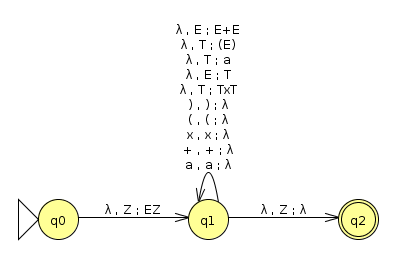 λ, E ; E+E
λ, T ; (E)
λ, T ; a
λ, E ; T
λ, T ; TxT
), ) ; λ
(, ( ; λ
x, x ; λ
+, + ; λ
a, a ; λ
λ, Z ; EZ
λ, Z ; λ
q0
q1
q2